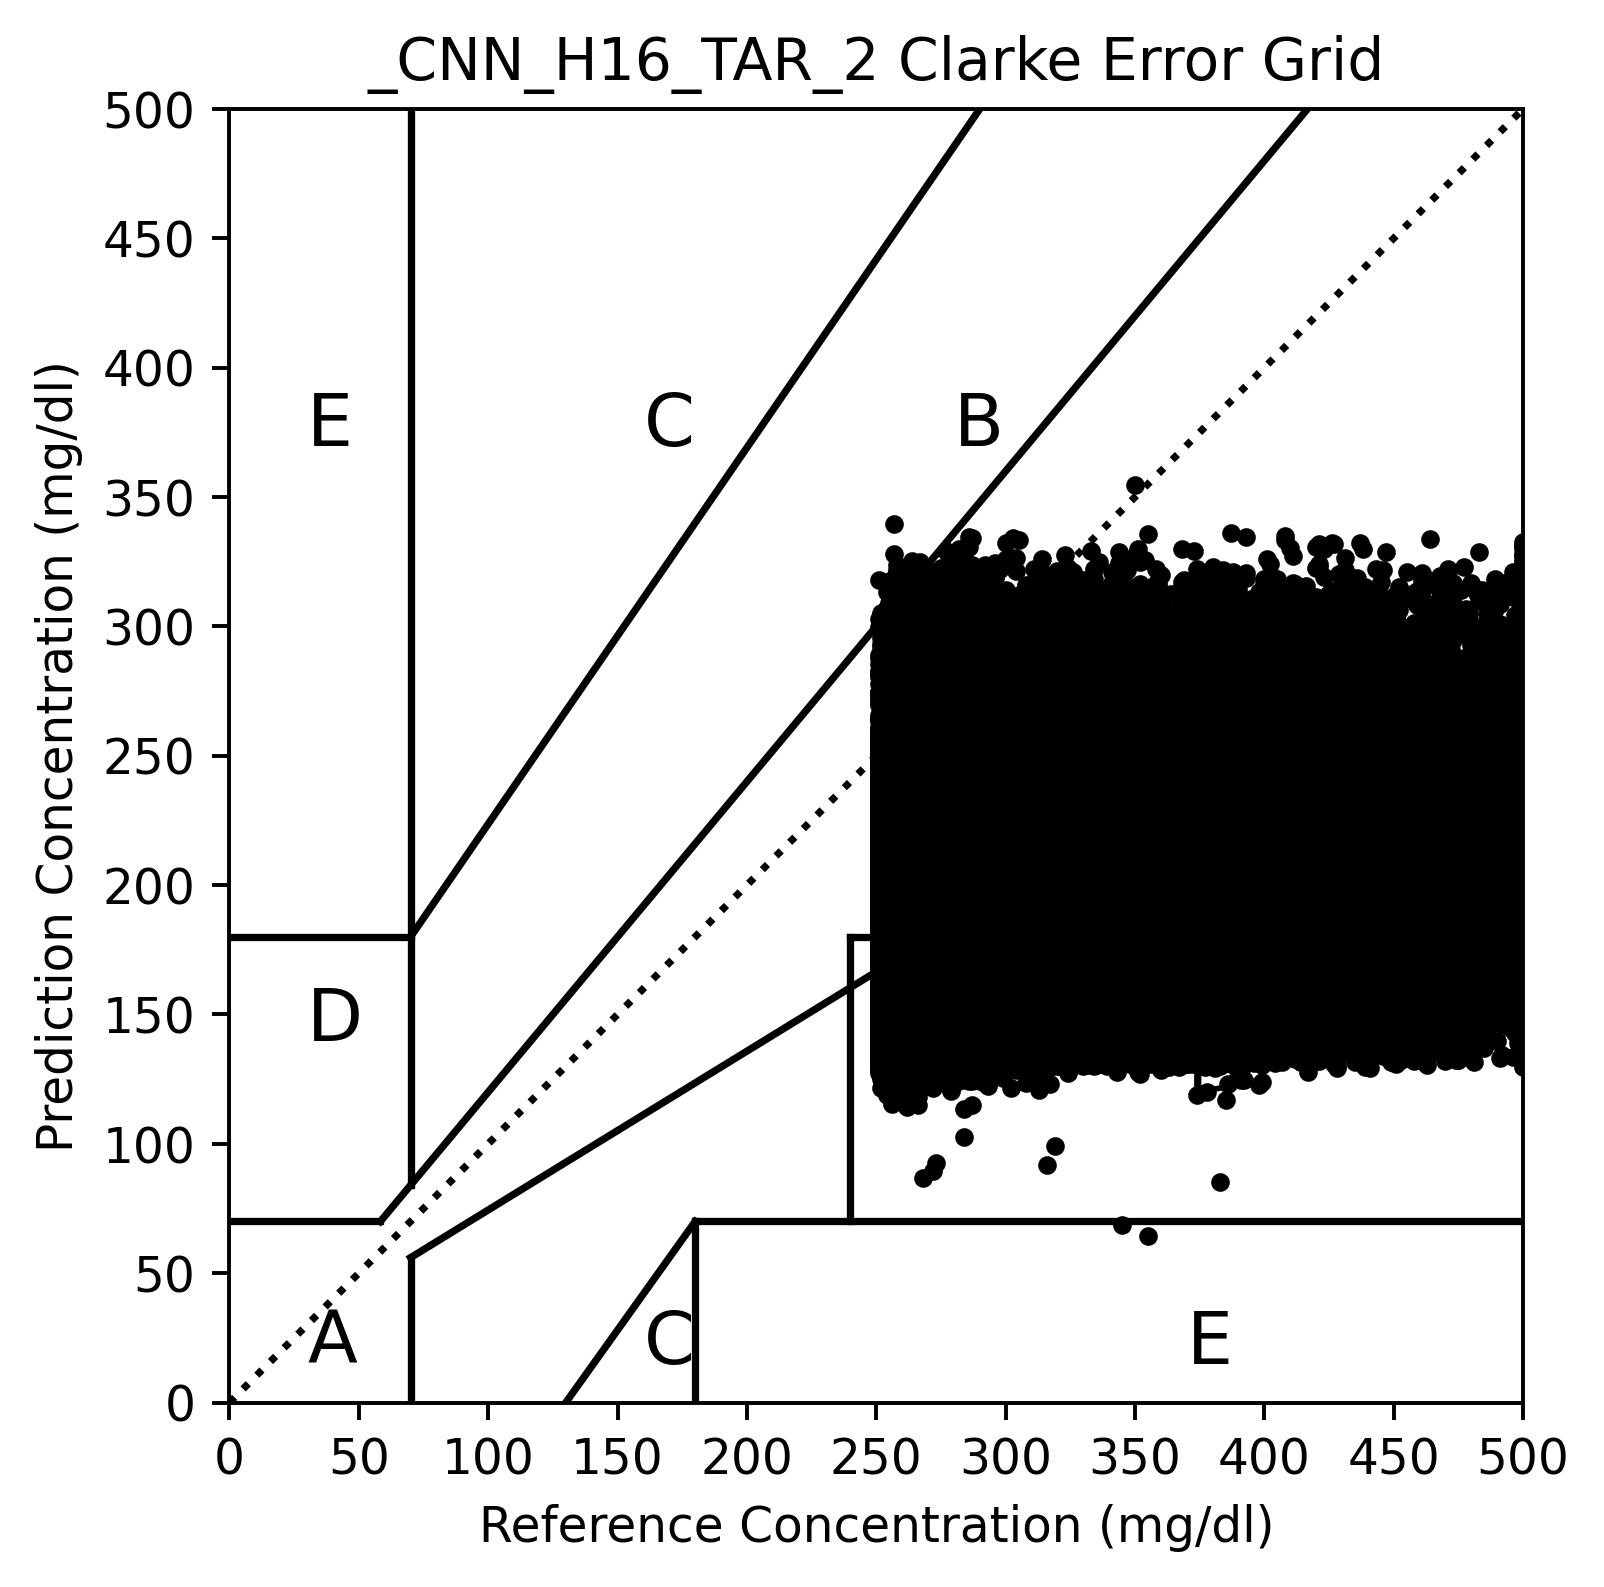 _CNN_H16_TAR_2 Clarke Error Grid
500
450
400
350
300
250
200
150
100
50
0
Prediction Concentration (mg/dl)
E
C
B
D
A
C
E
0 50 100 150 200 250 300 350 400 450 500
Reference Concentration (mg/dl)